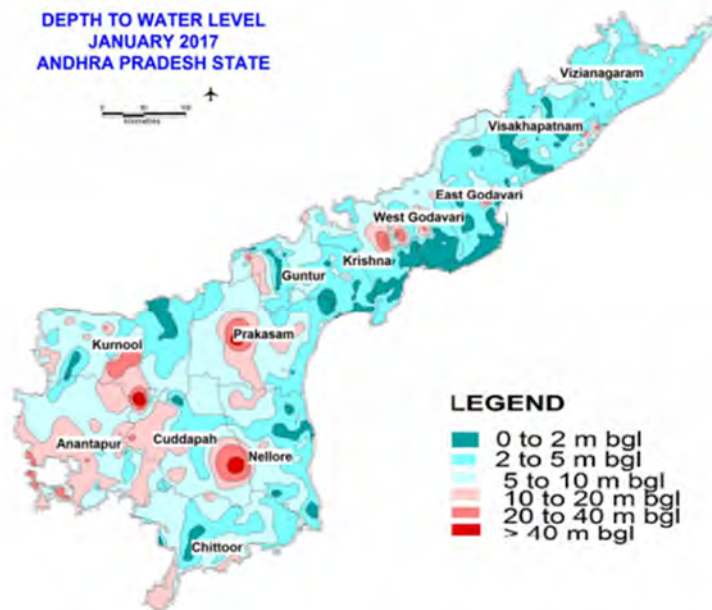 DEPTH TO WATER LEVEL
JANUARY 2017
ANDHRA PRADESH STATE
Vizianagaram
Visakhapatnam
East Godavari
West Godavari
Krishna
Guntur
Prakasam
Kurnool
Anantapur
Cuddapah
Nellore
Chittoor
LEGEND
0 to 2 m bgl
2 to 5 m bgl
5 to 10 m bgl
10 to 20 m bgl
20 to 40 m bgl
> 40 m bgl